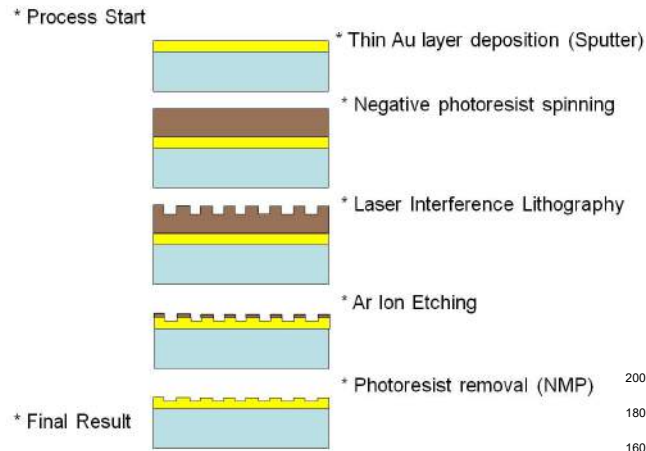 * Process Start
* Thin Au layer deposition (Sputter)
* Negative photoresist spinning
* Laser Interference Lithography
* Ar Ion Etching
* Photoresist removal (NMP)
* Final Result
200
180
160